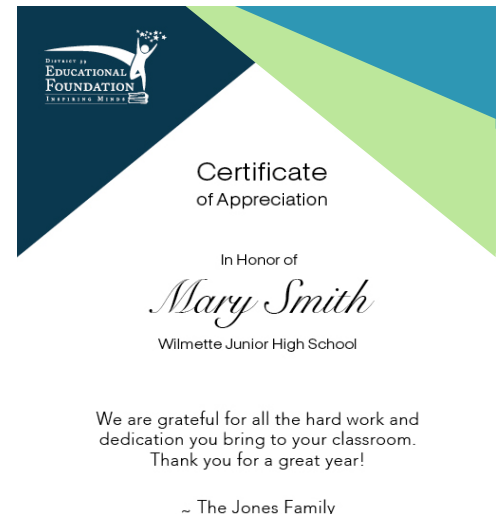 District 39
Educational
Foundation
Inspiring Minds
Certificate
of Appreciation
In Honor of
Mary Smith
Wilmette Junior High School
We are grateful for all the hard work and
dedication you bring to your classroom.
Thank you for a great year!
~ The Jones Family